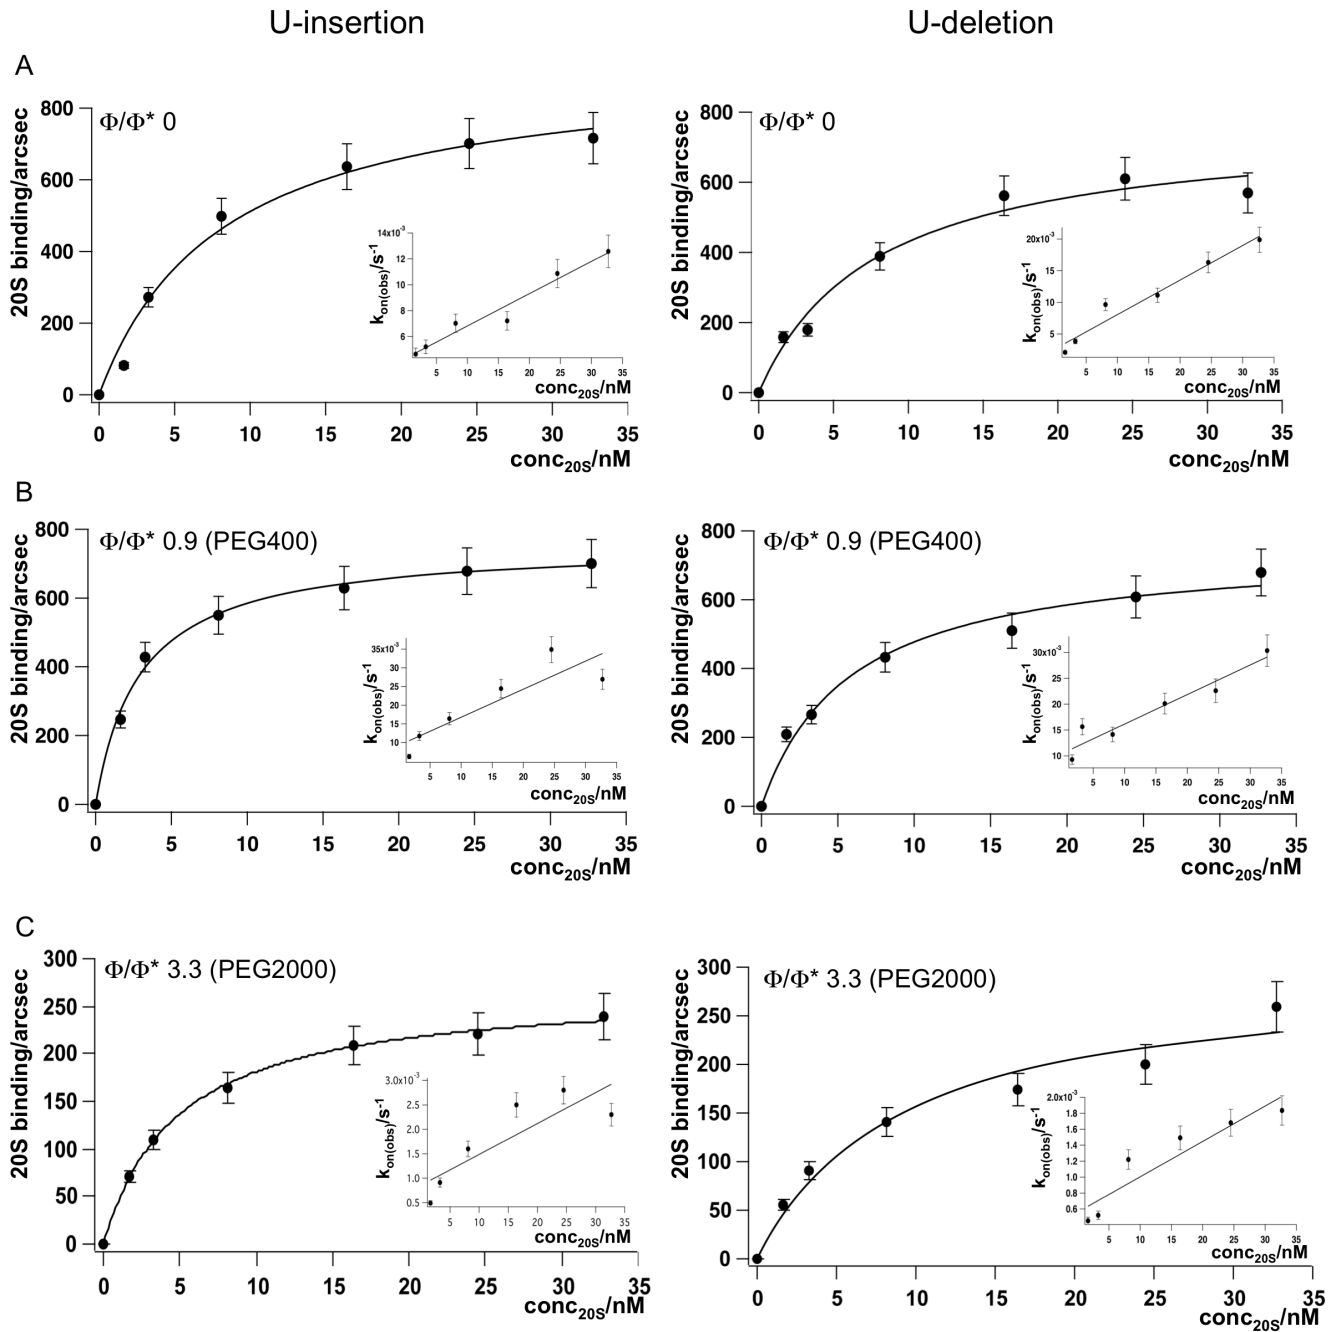 U-insertion U-deletion
A
Φ/Φ* 0
20S binding/arcsec
800
600
400
200
0
0 5 10 15 20 25 30 35
conc20S/nM
kon(obs)/s-1
14x10-3
12
10
8
6
5 10 15 20 25 30 35
conc20S/nM
Φ/Φ* 0
20S binding/arcsec
800
600
400
200
0
0 5 10 15 20 25 30 35
conc20S/nM
kon(obs)/s-1
20x10-3
15
10
5
5 10 15 20 25 30 35
conc20S/nM
B
Φ/Φ* 0.9 (PEG400)
20S binding/arcsec
800
600
400
200
0
0 5 10 15 20 25 30 35
conc20S/nM
kon(obs)/s-1
35x10-3
30
25
20
15
10
5 10 15 20 25 30 35
conc20S/nM
Φ/Φ* 0.9 (PEG400)
20S binding/arcsec
800
600
400
200
0
0 5 10 15 20 25 30 35
conc20S/nM
kon(obs)/s-1
30x10-3
25
20
15
10
5 10 15 20 25 30 35
conc20S/nM
C
Φ/Φ* 3.3 (PEG2000)
20S binding/arcsec
300
250
200
150
100
50
0
0 5 10 15 20 25 30 35
conc20S/nM
kon(obs)/s-1
3.0x10-3
2.5
2.0
1.5
1.0
0.5
5 10 15 20 25 30 35
conc20S/nM
Φ/Φ* 3.3 (PEG2000)
20S binding/arcsec
300
250
200
150
100
50
0
0 5 10 15 20 25 30 35
conc20S/nM
kon(obs)/s-1
2.0x10-3
1.8
1.6
1.4
1.2
1.0
0.8
0.6
5 10 15 20 25 30 35
conc20S/nM